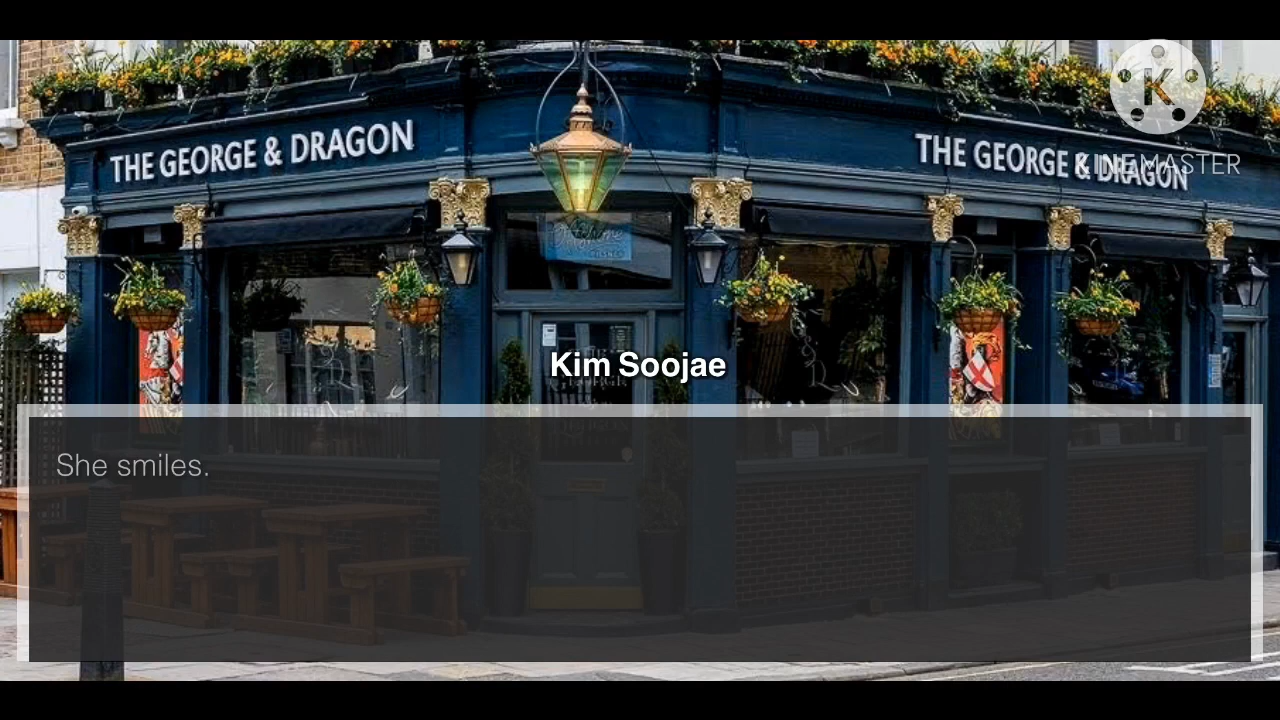 THE GEORGE & DRAGON
THE GEORGE & DRAGON
K
KINEMASTER
Kim Soojae
She smiles.